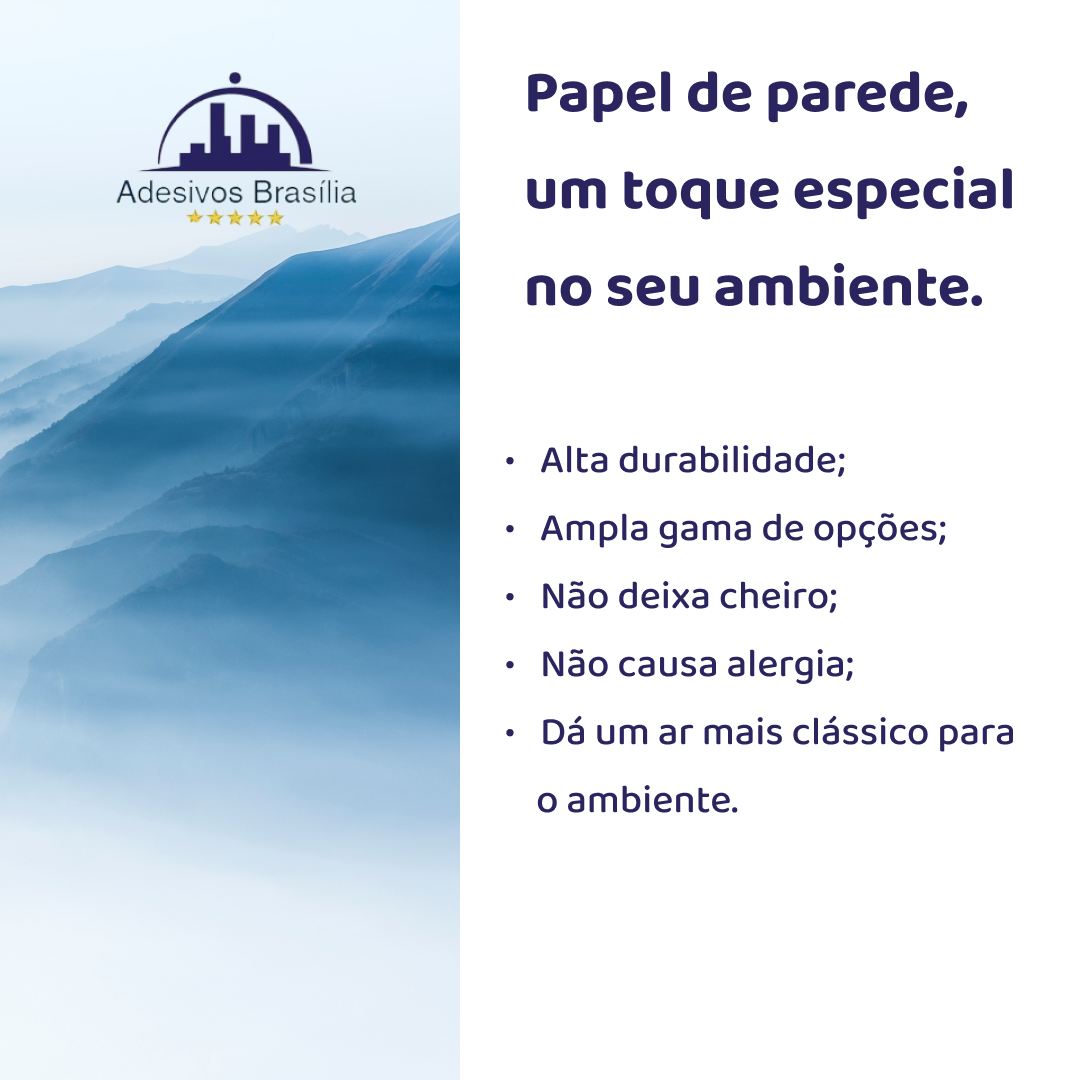 Adesivos Brasília
Papel de parede,
um toque especial
no seu ambiente.
• Alta durabilidade;
• Ampla gama de opções;
• Não deixa cheiro;
• Não causa alergia;
• Dá um ar mais clássico para
o ambiente.